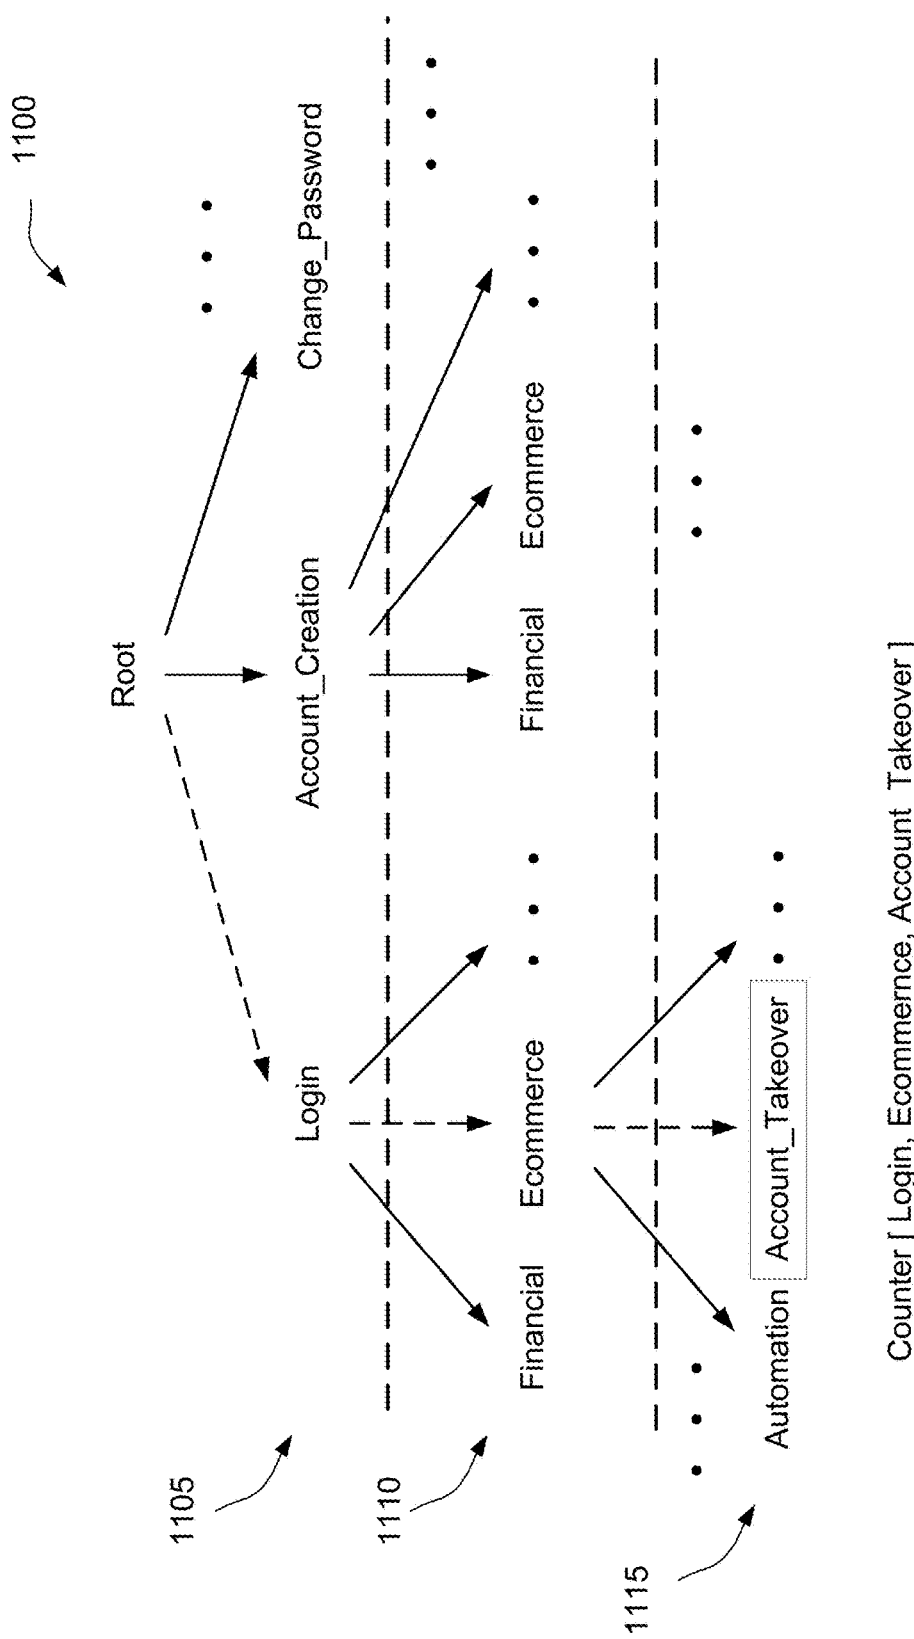 1100
Root
1105
Login
Account_Creation
Change_Password
1110
Financial
Ecommerce
Financial
Ecommerce
1115
Automation
Account_Takeover
Counter [ Login, Ecommernce, Account_Takeover ]